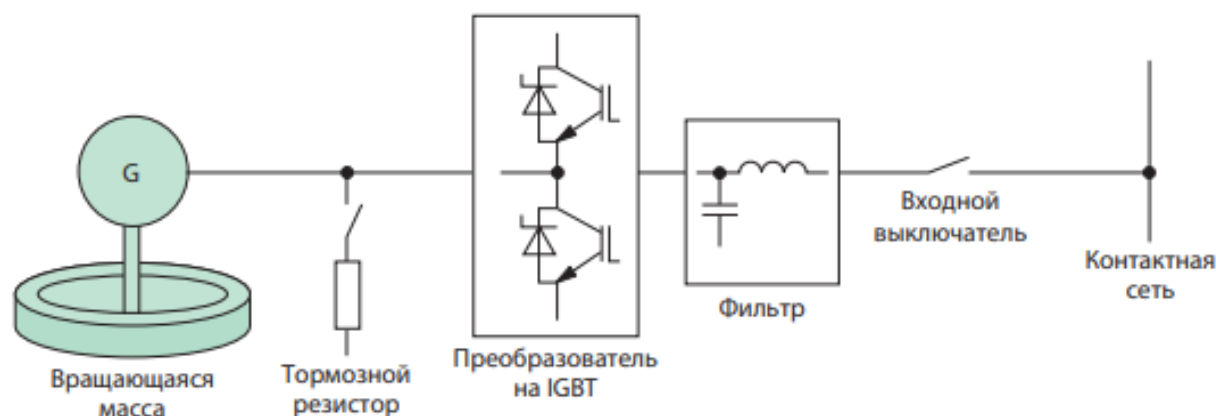 G
Вращающаяся
масса
Тормозной
резистор
Преобразователь
на IGBT
Фильтр
Входной
выключатель
Контактная
сеть